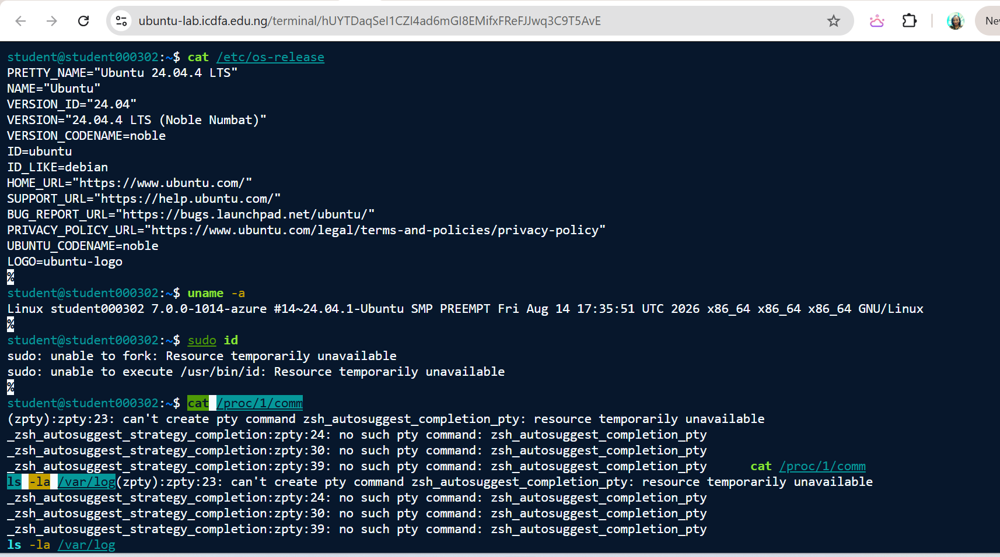 ubuntu-lab.icdfa.edu.ng/terminal/hUYTDaqSeI1CZI4ad6mGI8EMifxFReFJJwq3C9T5AvE
student@student000302:~$ cat /etc/os-release
PRETTY_NAME="Ubuntu 24.04.4 LTS"
NAME="Ubuntu"
VERSION_ID="24.04"
VERSION="24.04.4 LTS (Noble Numbat)"
VERSION_CODENAME=noble
ID=ubuntu
ID_LIKE=debian
HOME_URL="https://www.ubuntu.com/"
SUPPORT_URL="https://help.ubuntu.com/"
BUG_REPORT_URL="https://bugs.launchpad.net/ubuntu/"
PRIVACY_POLICY_URL="https://www.ubuntu.com/legal/terms-and-policies/privacy-policy"
UBUNTU_CODENAME=noble
LOGO=ubuntu-logo
%
student@student000302:~$ uname -a
Linux student000302 7.0.0-1014-azure #14~24.04.1-Ubuntu SMP PREEMPT Fri Aug 14 17:35:51 UTC 2026 x86_64 x86_64 x86_64 GNU/Linux
%
student@student000302:~$ sudo id
sudo: unable to fork: Resource temporarily unavailable
sudo: unable to execute /usr/bin/id: Resource temporarily unavailable
%
student@student000302:~$ cat /proc/1/comm
(zpty):zpty:23: can't create pty command zsh_autosuggest_completion_pty: resource temporarily unavailable
_zsh_autosuggest_strategy_completion:zpty:24: no such pty command: zsh_autosuggest_completion_pty
_zsh_autosuggest_strategy_completion:zpty:30: no such pty command: zsh_autosuggest_completion_pty
_zsh_autosuggest_strategy_completion:zpty:39: no such pty command: zsh_autosuggest_completion_pty cat /proc/1/comm
ls -la /var/log(zpty):zpty:23: can't create pty command zsh_autosuggest_completion_pty: resource temporarily unavailable
_zsh_autosuggest_strategy_completion:zpty:24: no such pty command: zsh_autosuggest_completion_pty
_zsh_autosuggest_strategy_completion:zpty:30: no such pty command: zsh_autosuggest_completion_pty
_zsh_autosuggest_strategy_completion:zpty:39: no such pty command: zsh_autosuggest_completion_pty
ls -la /var/log